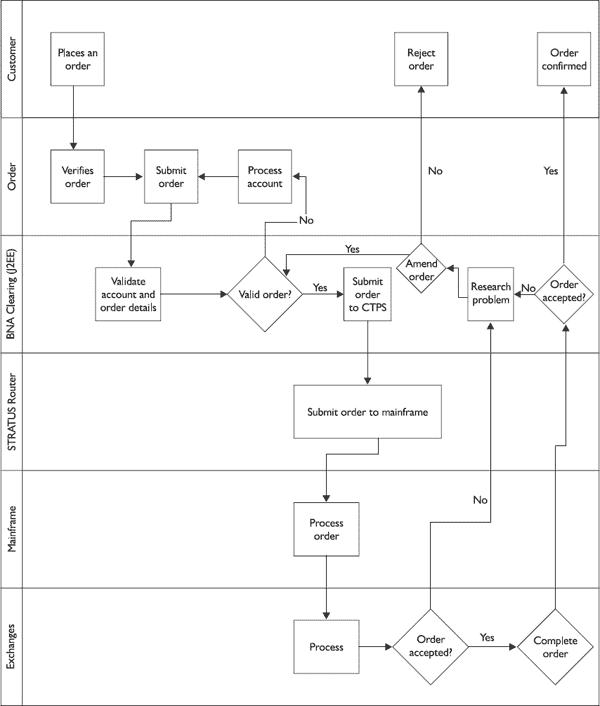 Customer
Places an
order
Reject
order
Order
confirmed
Order
Verifies
order
Submit
order
Process
account
No
No
Yes
BNA Clearing (J2EE)
Validate
account and
order details
Valid order?
Yes
Submit
order
to CTPS
Yes
Amend
order
Research
problem
No
Order
accepted?
STRATUS Router
Submit order to mainframe
Mainframe
Process
order
No
Exchanges
Process
Order
accepted?
Yes
Complete
order